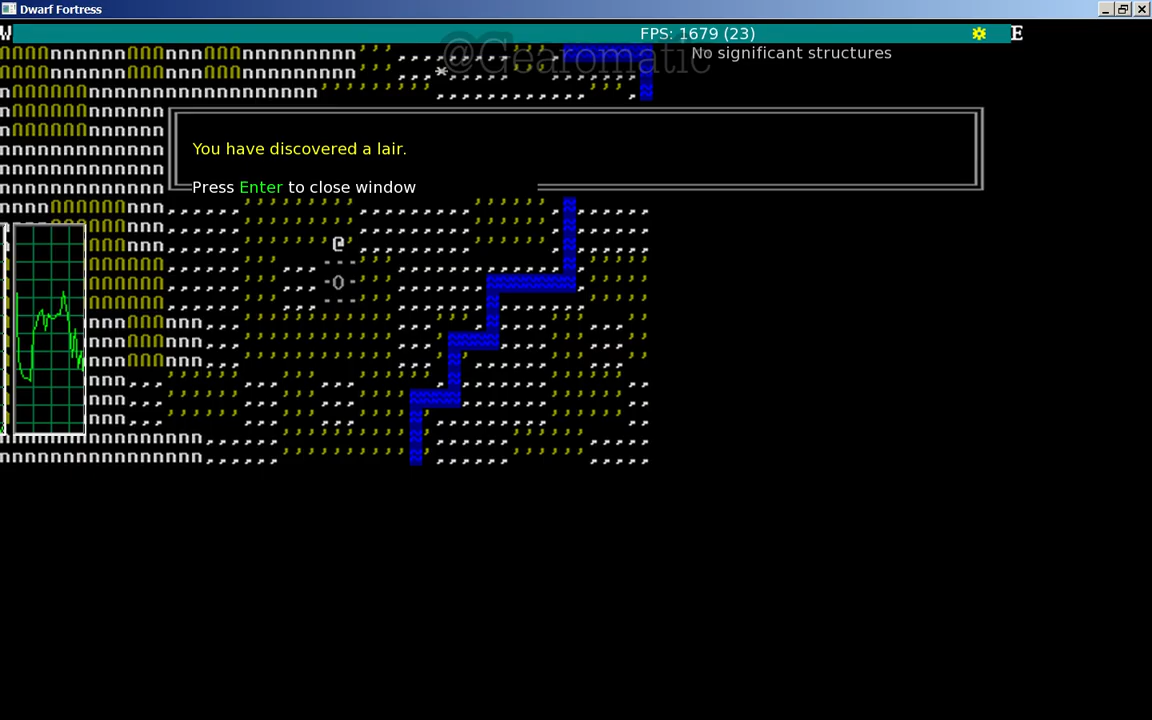 Dwarf Fortress
W FPS: 1679 (23) E
@Gearomatic
No significant structures
You have discovered a lair.
Press Enter to close window